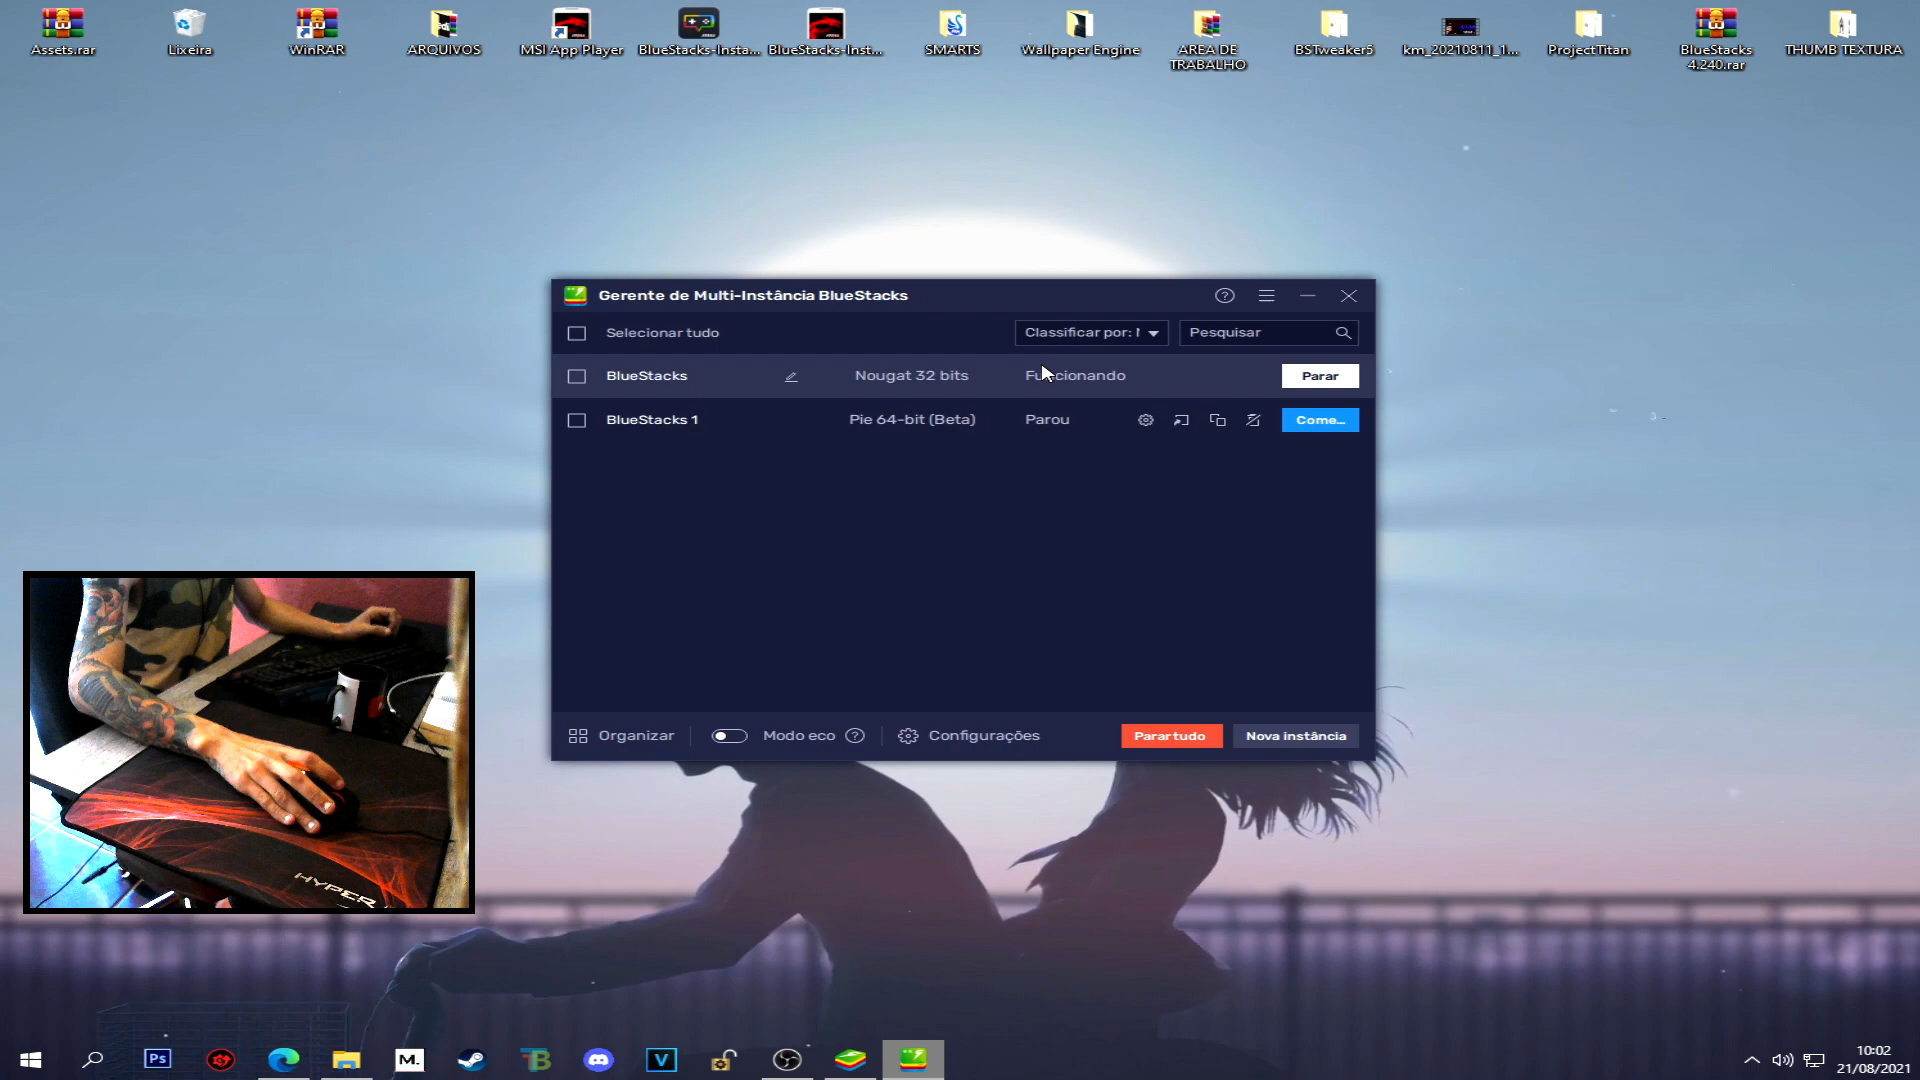 Assets.rar
Lixeira
WinRAR
ARQUIVOS
MSI App Player
BlueStacks-Insta...
BlueStacks-Inst...
SMARTS
Wallpaper Engine
AREA DE
TRABALHO
BSTweaker5
km_20210811_1...
ProjectTitan
BlueStacks
4.240.rar
THUMB TEXTURA
Gerente de Multi-Instância BlueStacks
Selecionar tudo
Classificar por:
Pesquisar
BlueStacks
Nougat 32 bits
Funcionando
Parar
BlueStacks 1
Pie 64-bit (Beta)
Parou
Come...
Organizar
Modo eco
Configurações
Parar tudo
Nova instância
HYPER
Ps
M.
TB
V
10:02
21/08/2021